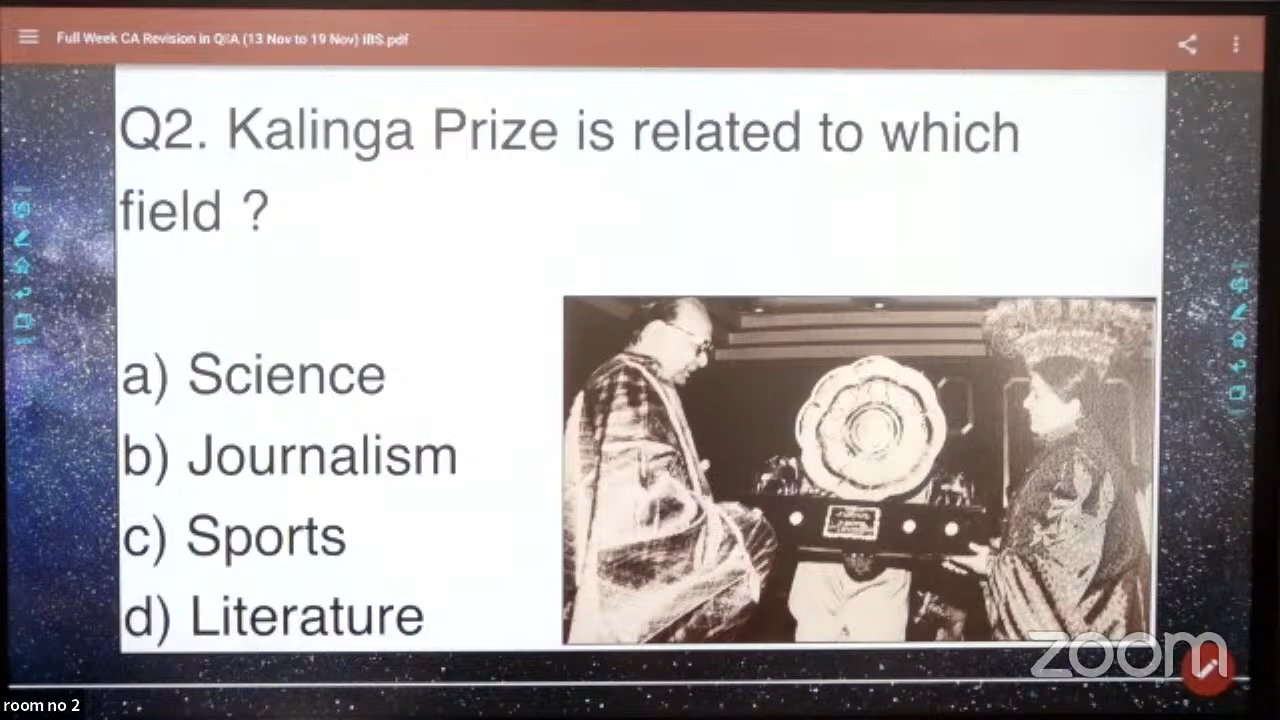 Full Week CA Revision in Q&A (13 Nov to 19 Nov) IBS.pdf
Q2. Kalinga Prize is related to which
field ?
a) Science
b) Journalism
c) Sports
d) Literature
zoom
room no 2